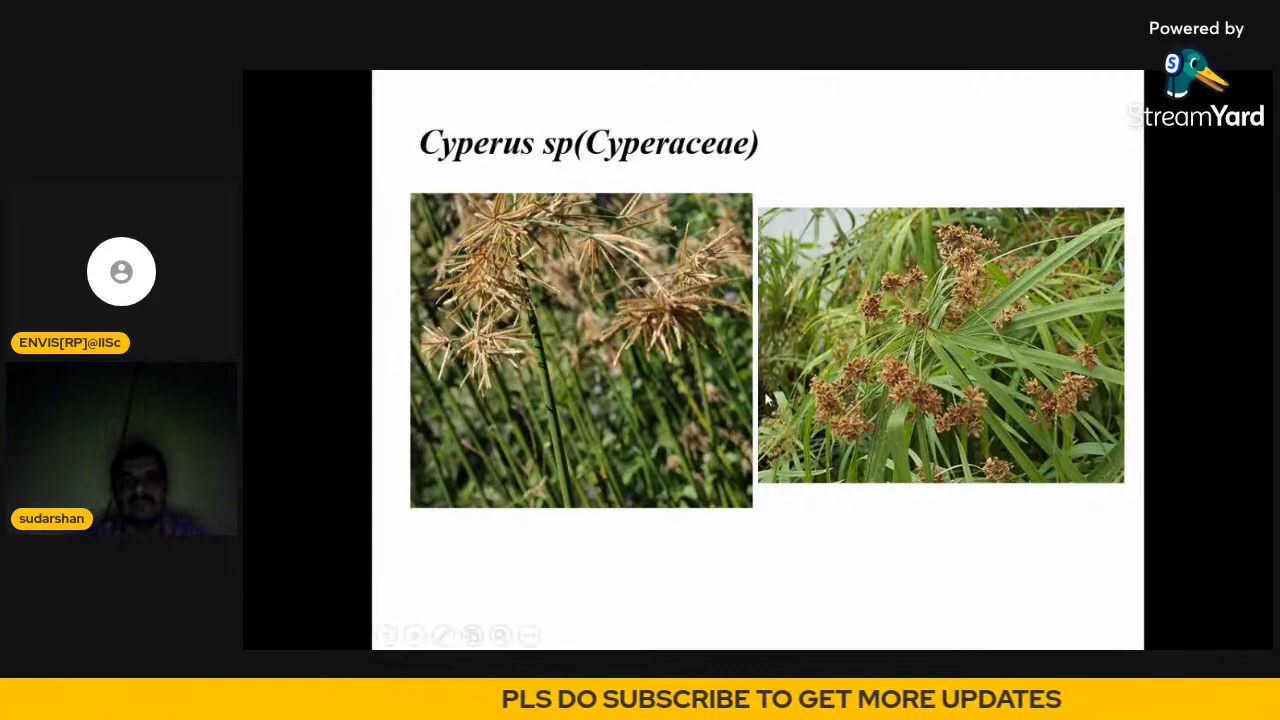 Powered by
StreamYard
Cyperus sp(Cyperaceae)
ENVIS[RP]@IISc
sudarshan
PLS DO SUBSCRIBE TO GET MORE UPDATES